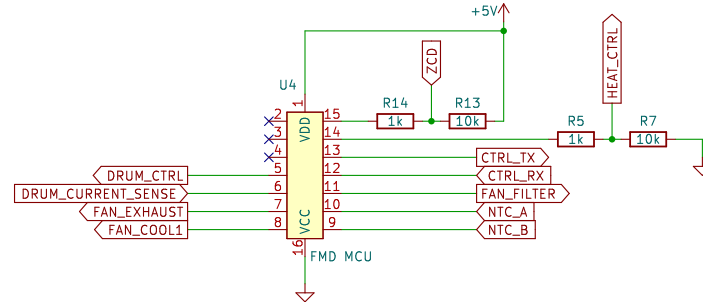 +5V
ZCD
HEAT_CTRL
U4
R14
R13
R5
R7
1
1k
10k
1k
10k
2
VDD
15
3
14
4
13
CTRL_TX
DRUM_CTRL
5
12
CTRL_RX
DRUM_CURRENT_SENSE
6
11
FAN_FILTER
FAN_EXHAUST
7
10
NTC_A
FAN_COOL1
8
VCC
9
NTC_B
16
FMD MCU